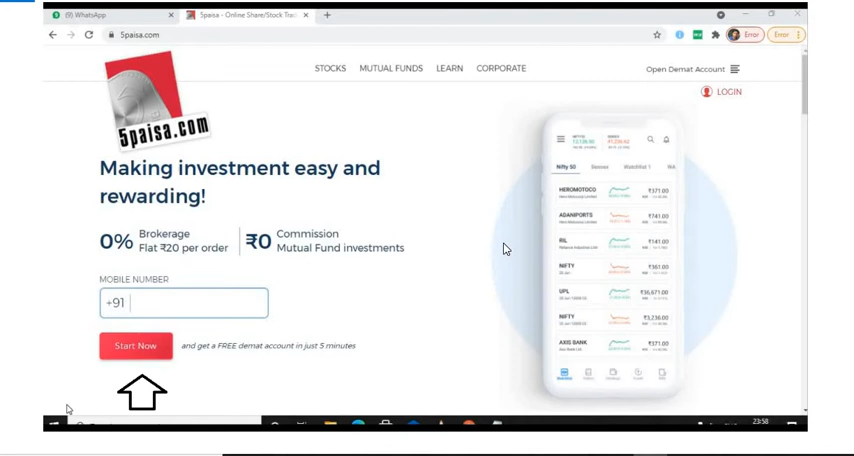 (9) WhatsApp
5paisa - Online Share/Stock Trad
5paisa.com
Error
Error
5paisa.com
STOCKS MUTUAL FUNDS LEARN CORPORATE
Open Demat Account
LOGIN
Making investment easy and
rewarding!
0% Brokerage
Flat ₹20 per order
₹0 Commission
Mutual Fund investments
MOBILE NUMBER
+91
Start Now
and get a FREE demat account in just 5 minutes
Nifty 50 Sensex Watchlist 1 WA
HEROMOTOCO ₹371.00
ADANIPORTS ₹741.00
RIL ₹141.00
NIFTY ₹361.00
UPL ₹36,671.00
NIFTY ₹3,236.00
AXIS BANK ₹371.00
23:58